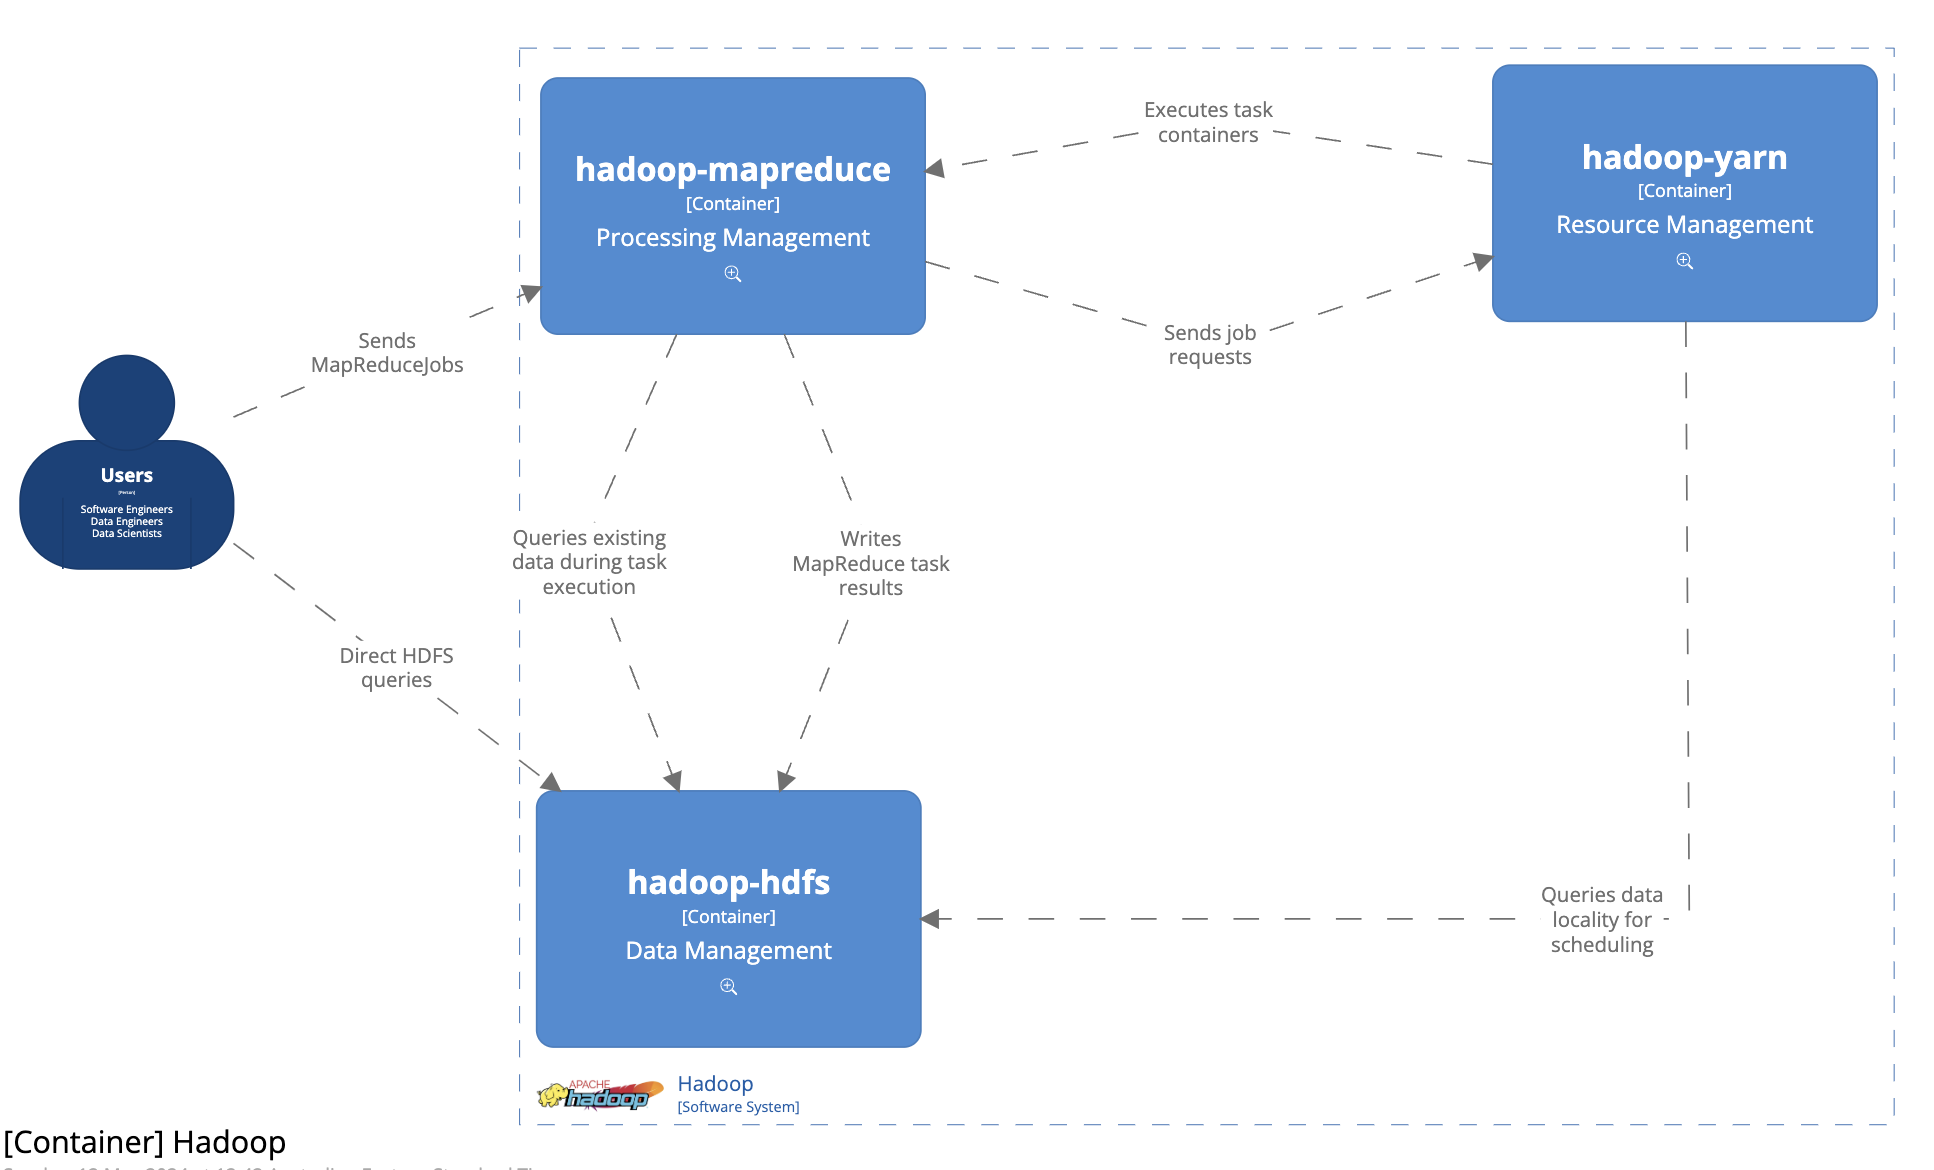 Executes task
containers
hadoop-mapreduce
[Container]
Processing Management
hadoop-yarn
[Container]
Resource Management
Sends
MapReduceJobs
Sends job
requests
Users
[Person]
Software Engineers
Data Engineers
Data Scientists
Queries existing
data during task
execution
Writes
MapReduce task
results
Direct HDFS
queries
hadoop-hdfs
[Container]
Data Management
Queries data
locality for
scheduling
APACHE
hadoop
Hadoop
[Software System]
[Container] Hadoop